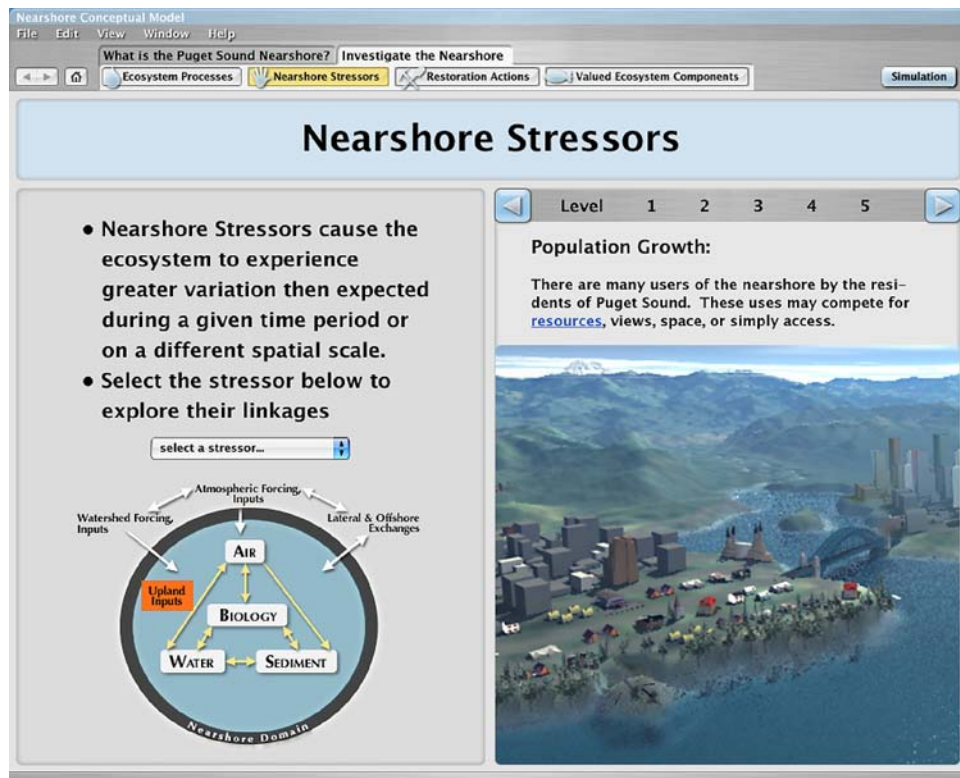 Nearshore Conceptual Model
File Edit View Window Help
What is the Puget Sound Nearshore? Investigate the Nearshore
Ecosystem Processes Nearshore Stressors Restoration Actions Valued Ecosystem Components Simulation
Nearshore Stressors
• Nearshore Stressors cause the
ecosystem to experience
greater variation then expected
during a given time period or
on a different spatial scale.
• Select the stressor below to
explore their linkages
select a stressor...
Atmospheric Forcing,
Inputs
Watershed Forcing,
Inputs
Lateral & Offshore
Exchanges
AIR
Upland
Inputs
BIOLOGY
WATER SEDIMENT
Nearshore Domain
Level 1 2 3 4 5
Population Growth:
There are many users of the nearshore by the resi-
dents of Puget Sound. These uses may compete for
resources, views, space, or simply access.